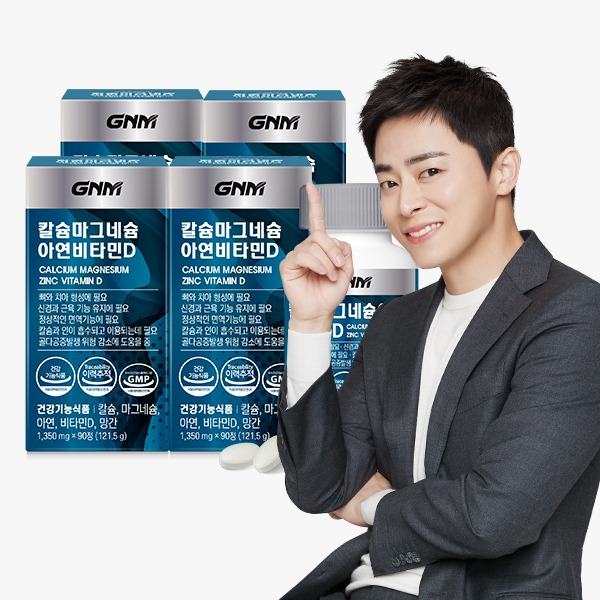 GNM
GNM
GNM
칼슘마그네슘
아연비타민D
CALCIUM MAGNESIUM
ZINC VITAMIN D
뼈와 치아 형성에 필요
신경과 근육 기능 유지에 필요
정상적인 면역기능에 필요
칼슘과 인이 흡수되고 이용되는데 필요
골다공증발생 위험 감소에 도움을 줌
건강
기능식품
Traceability
이력추적
GMP
건강기능식품 | 칼슘, 마그네슘,
아연, 비타민D, 망간
1,350 mg × 90정 (121.5 g)
GNM
칼슘마그네슘
아연비타민D
CALCIUM MAGNESIUM
ZINC VITAMIN D
뼈와 치아 형성에 필요
신경과 근육 기능 유지에 필요
정상적인 면역기능에 필요
칼슘과 인이 흡수되고 이용되는데 필요
골다공증발생 위험 감소에 도움을 줌
건강
기능식품
Traceability
이력추적
건강기능식품 | 칼슘, 마그네슘,
아연, 비타민D, 망간
1,350 mg × 90정 (121.5 g)
GNM
D